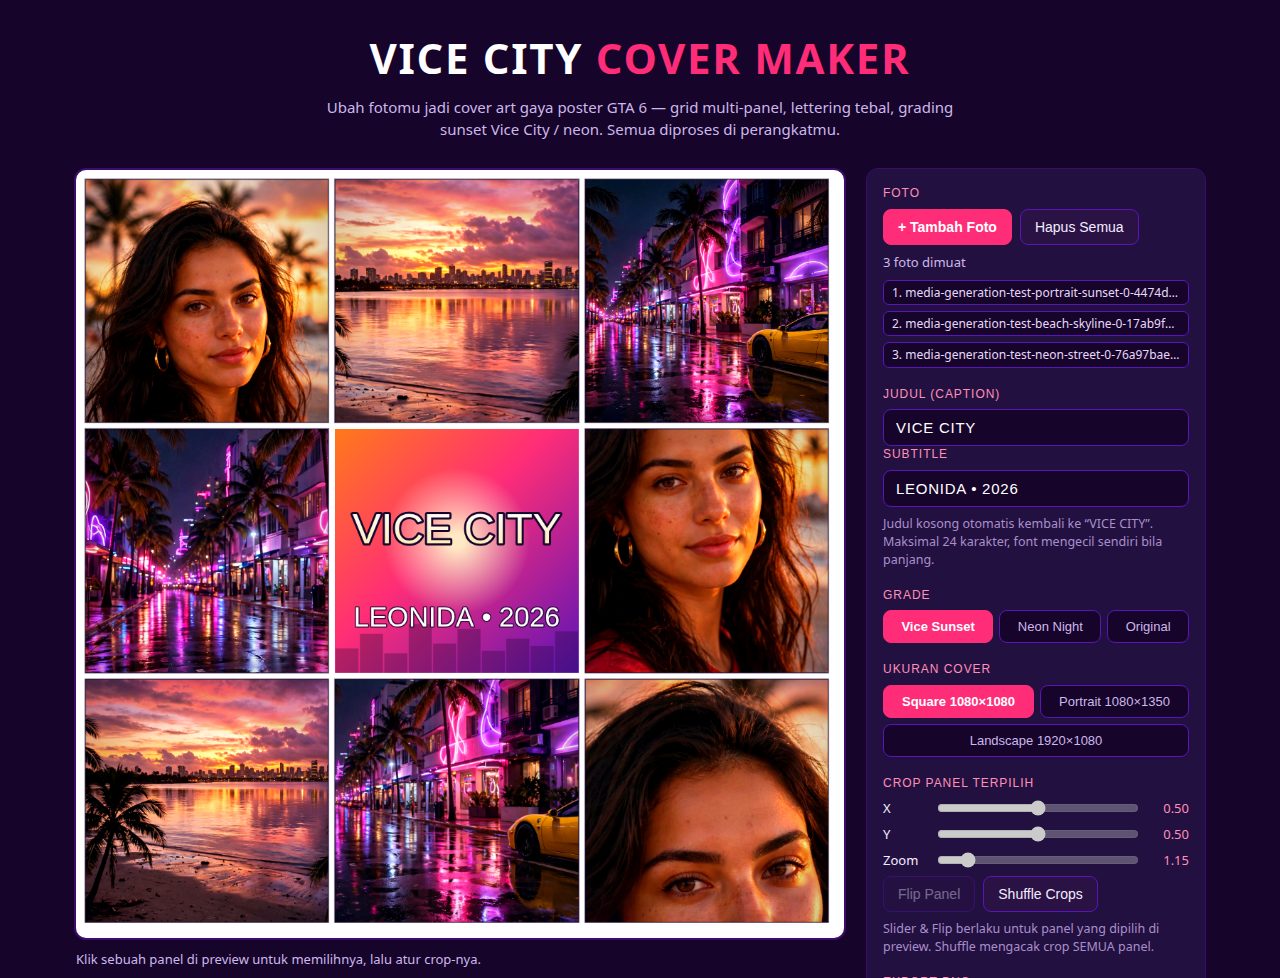 VICE CITY COVER MAKER
Ubah fotomu jadi cover art gaya poster GTA 6 — grid multi-panel, lettering tebal, grading
sunset Vice City / neon. Semua diproses di perangkatmu.
VICE CITY
LEONIDA • 2026
Klik sebuah panel di preview untuk memilihnya, lalu atur crop-nya.
FOTO
+ Tambah Foto
Hapus Semua
3 foto dimuat
1. media-generation-test-portrait-sunset-0-4474d...
2. media-generation-test-beach-skyline-0-17ab9f...
3. media-generation-test-neon-street-0-76a97bae...
JUDUL (CAPTION)
VICE CITY
SUBTITLE
LEONIDA • 2026
Judul kosong otomatis kembali ke “VICE CITY”.
Maksimal 24 karakter, font mengecil sendiri bila
panjang.
GRADE
Vice Sunset
Neon Night
Original
UKURAN COVER
Square 1080×1080
Portrait 1080×1350
Landscape 1920×1080
CROP PANEL TERPILIH
X 0.50
Y 0.50
Zoom 1.15
Flip Panel
Shuffle Crops
Slider & Flip berlaku untuk panel yang dipilih di
preview. Shuffle mengacak crop SEMUA panel.